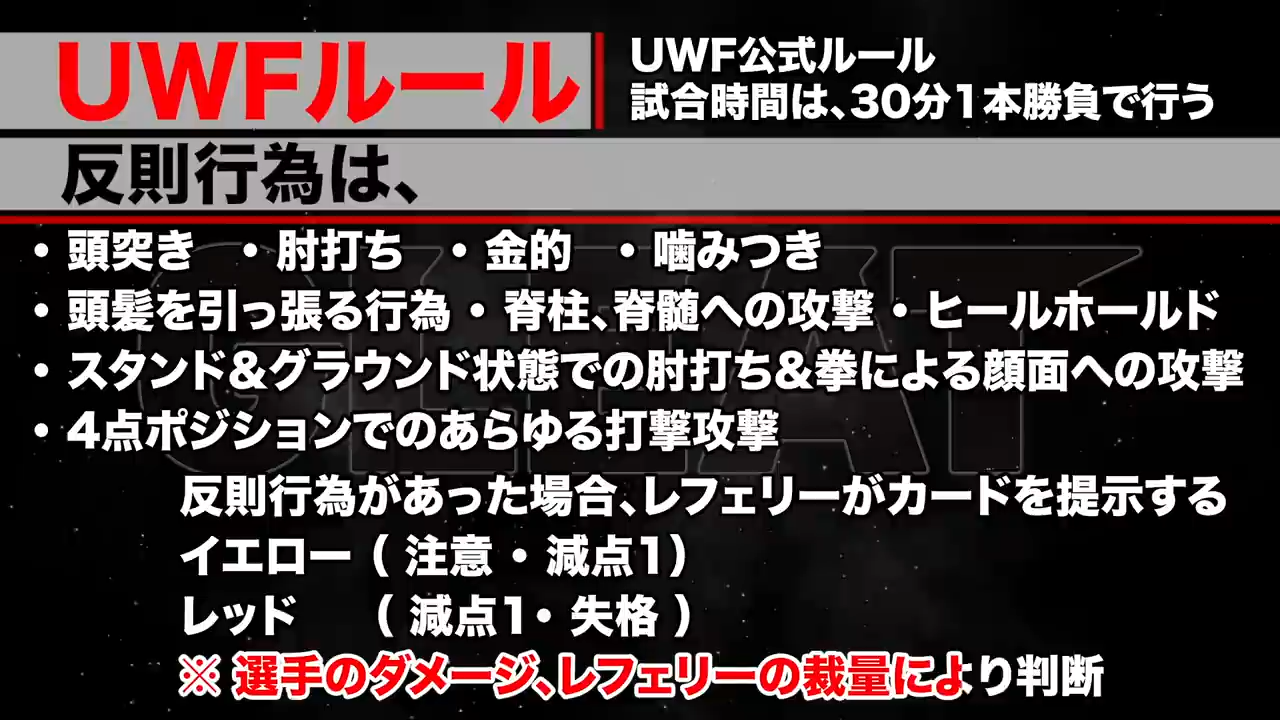 UWFルール
UWF公式ルール
試合時間は、30分1本勝負で行う
反則行為は、
・頭突き ・肘打ち ・金的 ・噛みつき
・頭髪を引っ張る行為・脊柱、脊髄への攻撃・ヒールホールド
・スタンド&グラウンド状態での肘打ち&拳による顔面への攻撃
・4点ポジションでのあらゆる打撃攻撃
反則行為があった場合、レフェリーがカードを提示する
イエロー(注意・減点1)
レッド (減点1・失格)
※選手のダメージ、レフェリーの裁量により判断
GLEAT